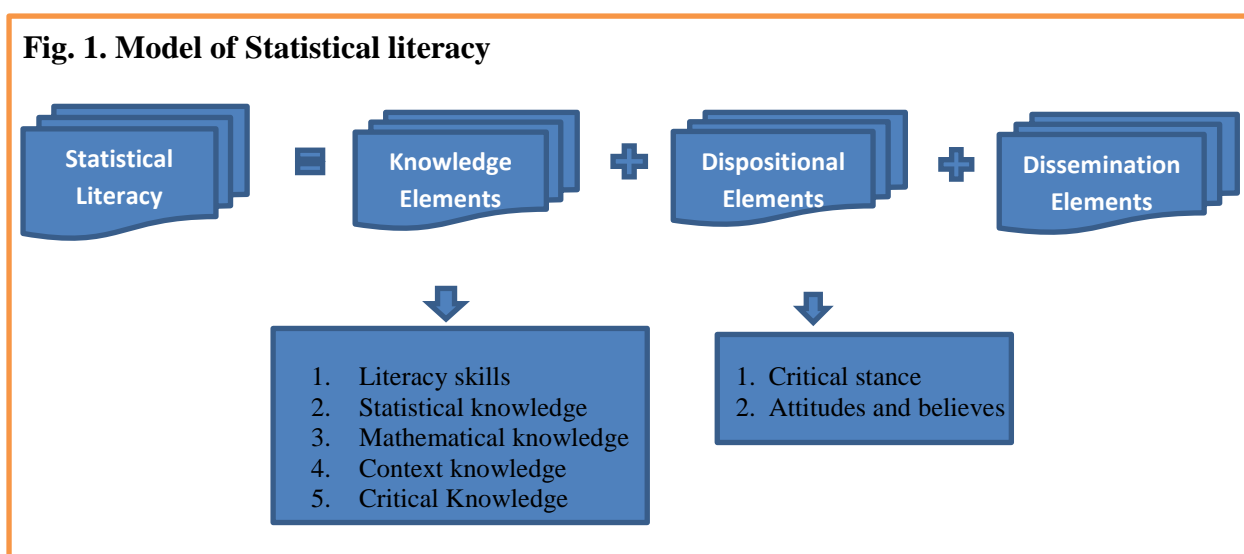 Fig. 1. Model of Statistical literacy
Statistical
Literacy
=
Knowledge
Elements
+
Dispositional
Elements
+
Dissemination
Elements
1. Literacy skills
2. Statistical knowledge
3. Mathematical knowledge
4. Context knowledge
5. Critical Knowledge
1. Critical stance
2. Attitudes and believes